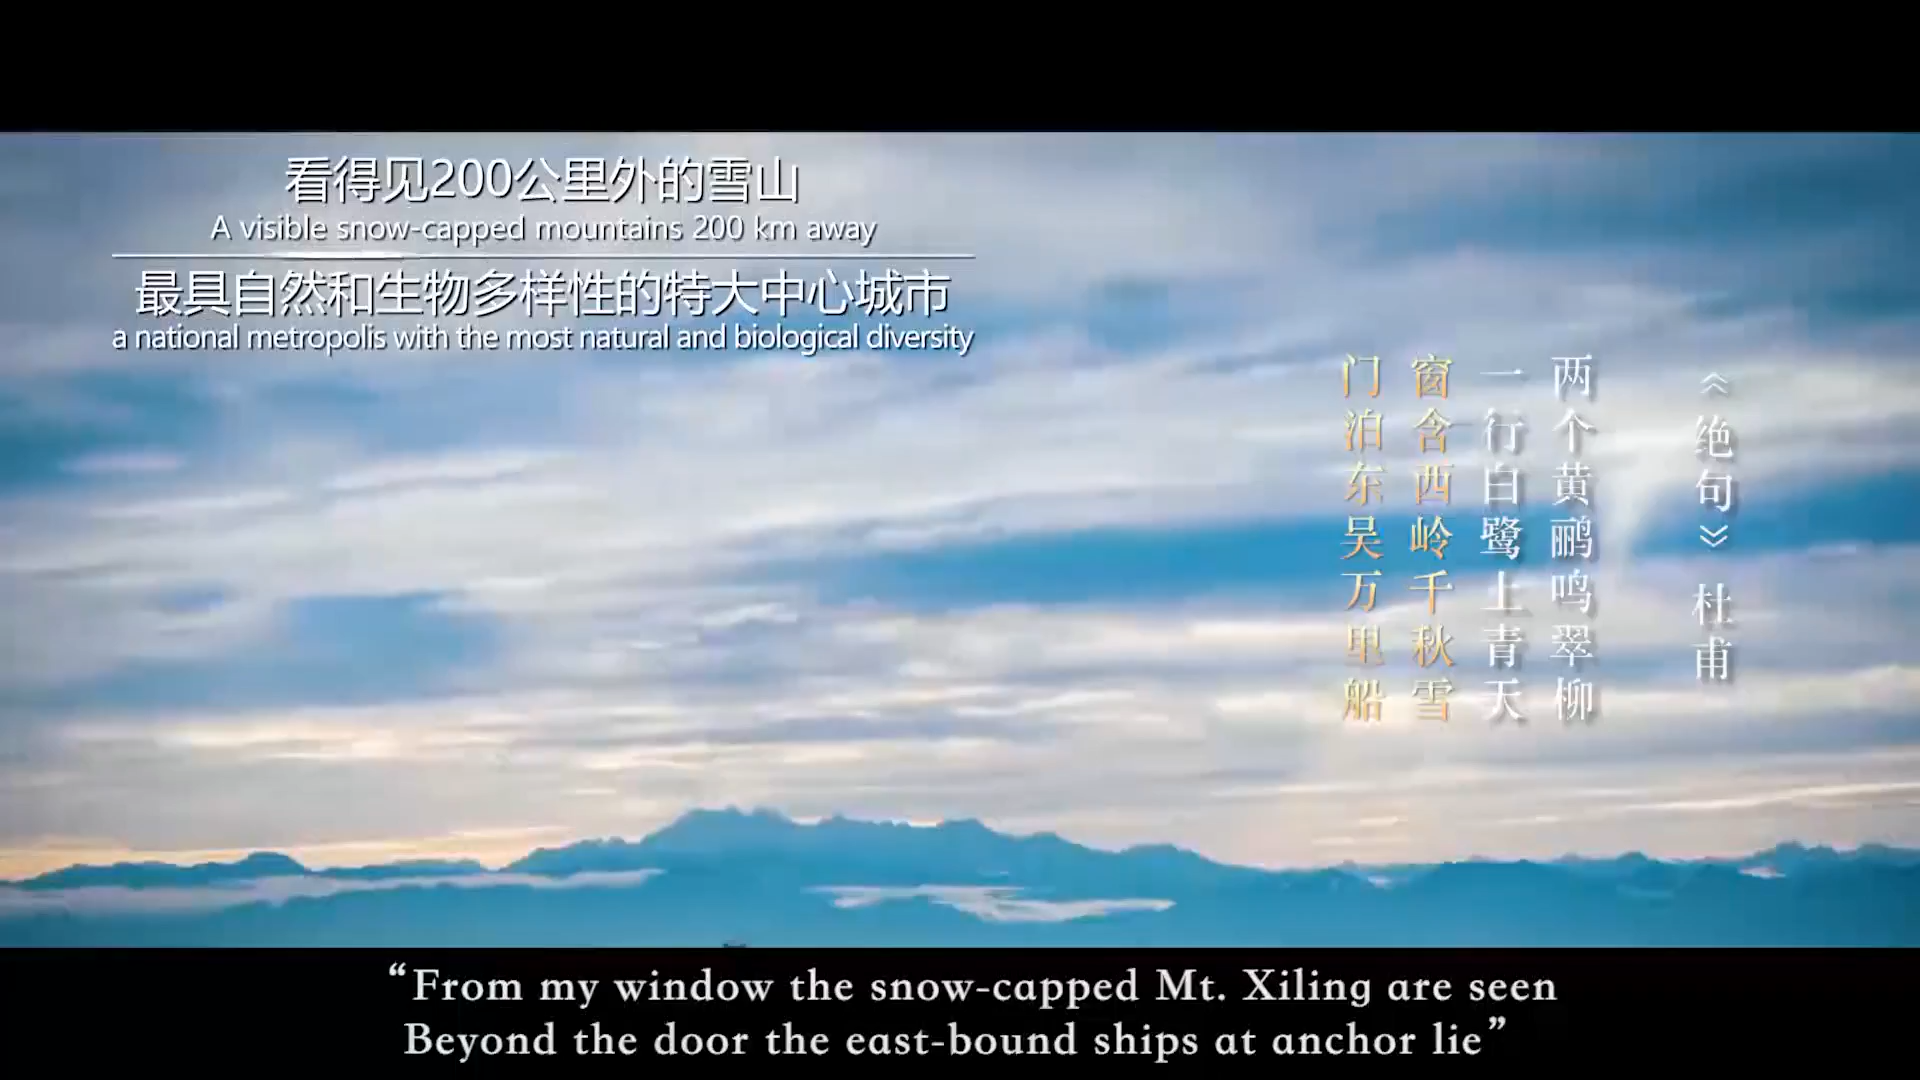 看得见200公里外的雪山
A visible snow-capped mountains 200 km away
最具自然和生物多样性的特大中心城市
a national metropolis with the most natural and biological diversity
《绝句》杜甫
两个黄鹂鸣翠柳
一行白鹭上青天
窗含西岭千秋雪
门泊东吴万里船
“From my window the snow-capped Mt. Xiling are seen
Beyond the door the east-bound ships at anchor lie”